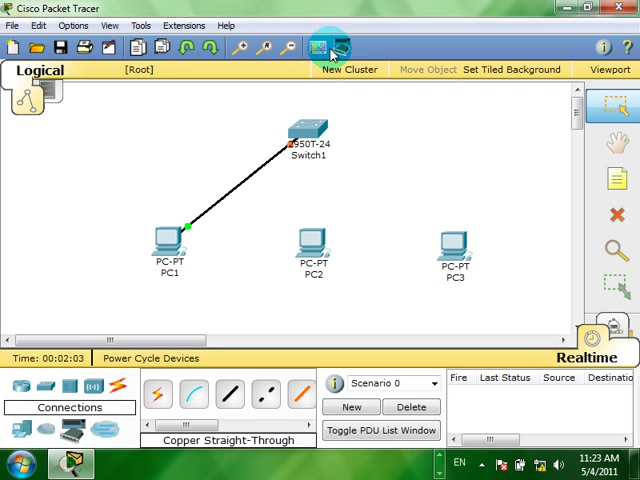 Cisco Packet Tracer
File Edit Options View Tools Extensions Help
Logical [Root] New Cluster Move Object Set Tiled Background Viewport
2950T-24
Switch1
PC-PT
PC1
PC-PT
PC2
PC-PT
PC3
Time: 00:02:03 Power Cycle Devices Realtime
Connections
Copper Straight-Through
Scenario 0
New Delete
Toggle PDU List Window
Fire Last Status Source Destinatio
EN 11:23 AM
5/4/2011